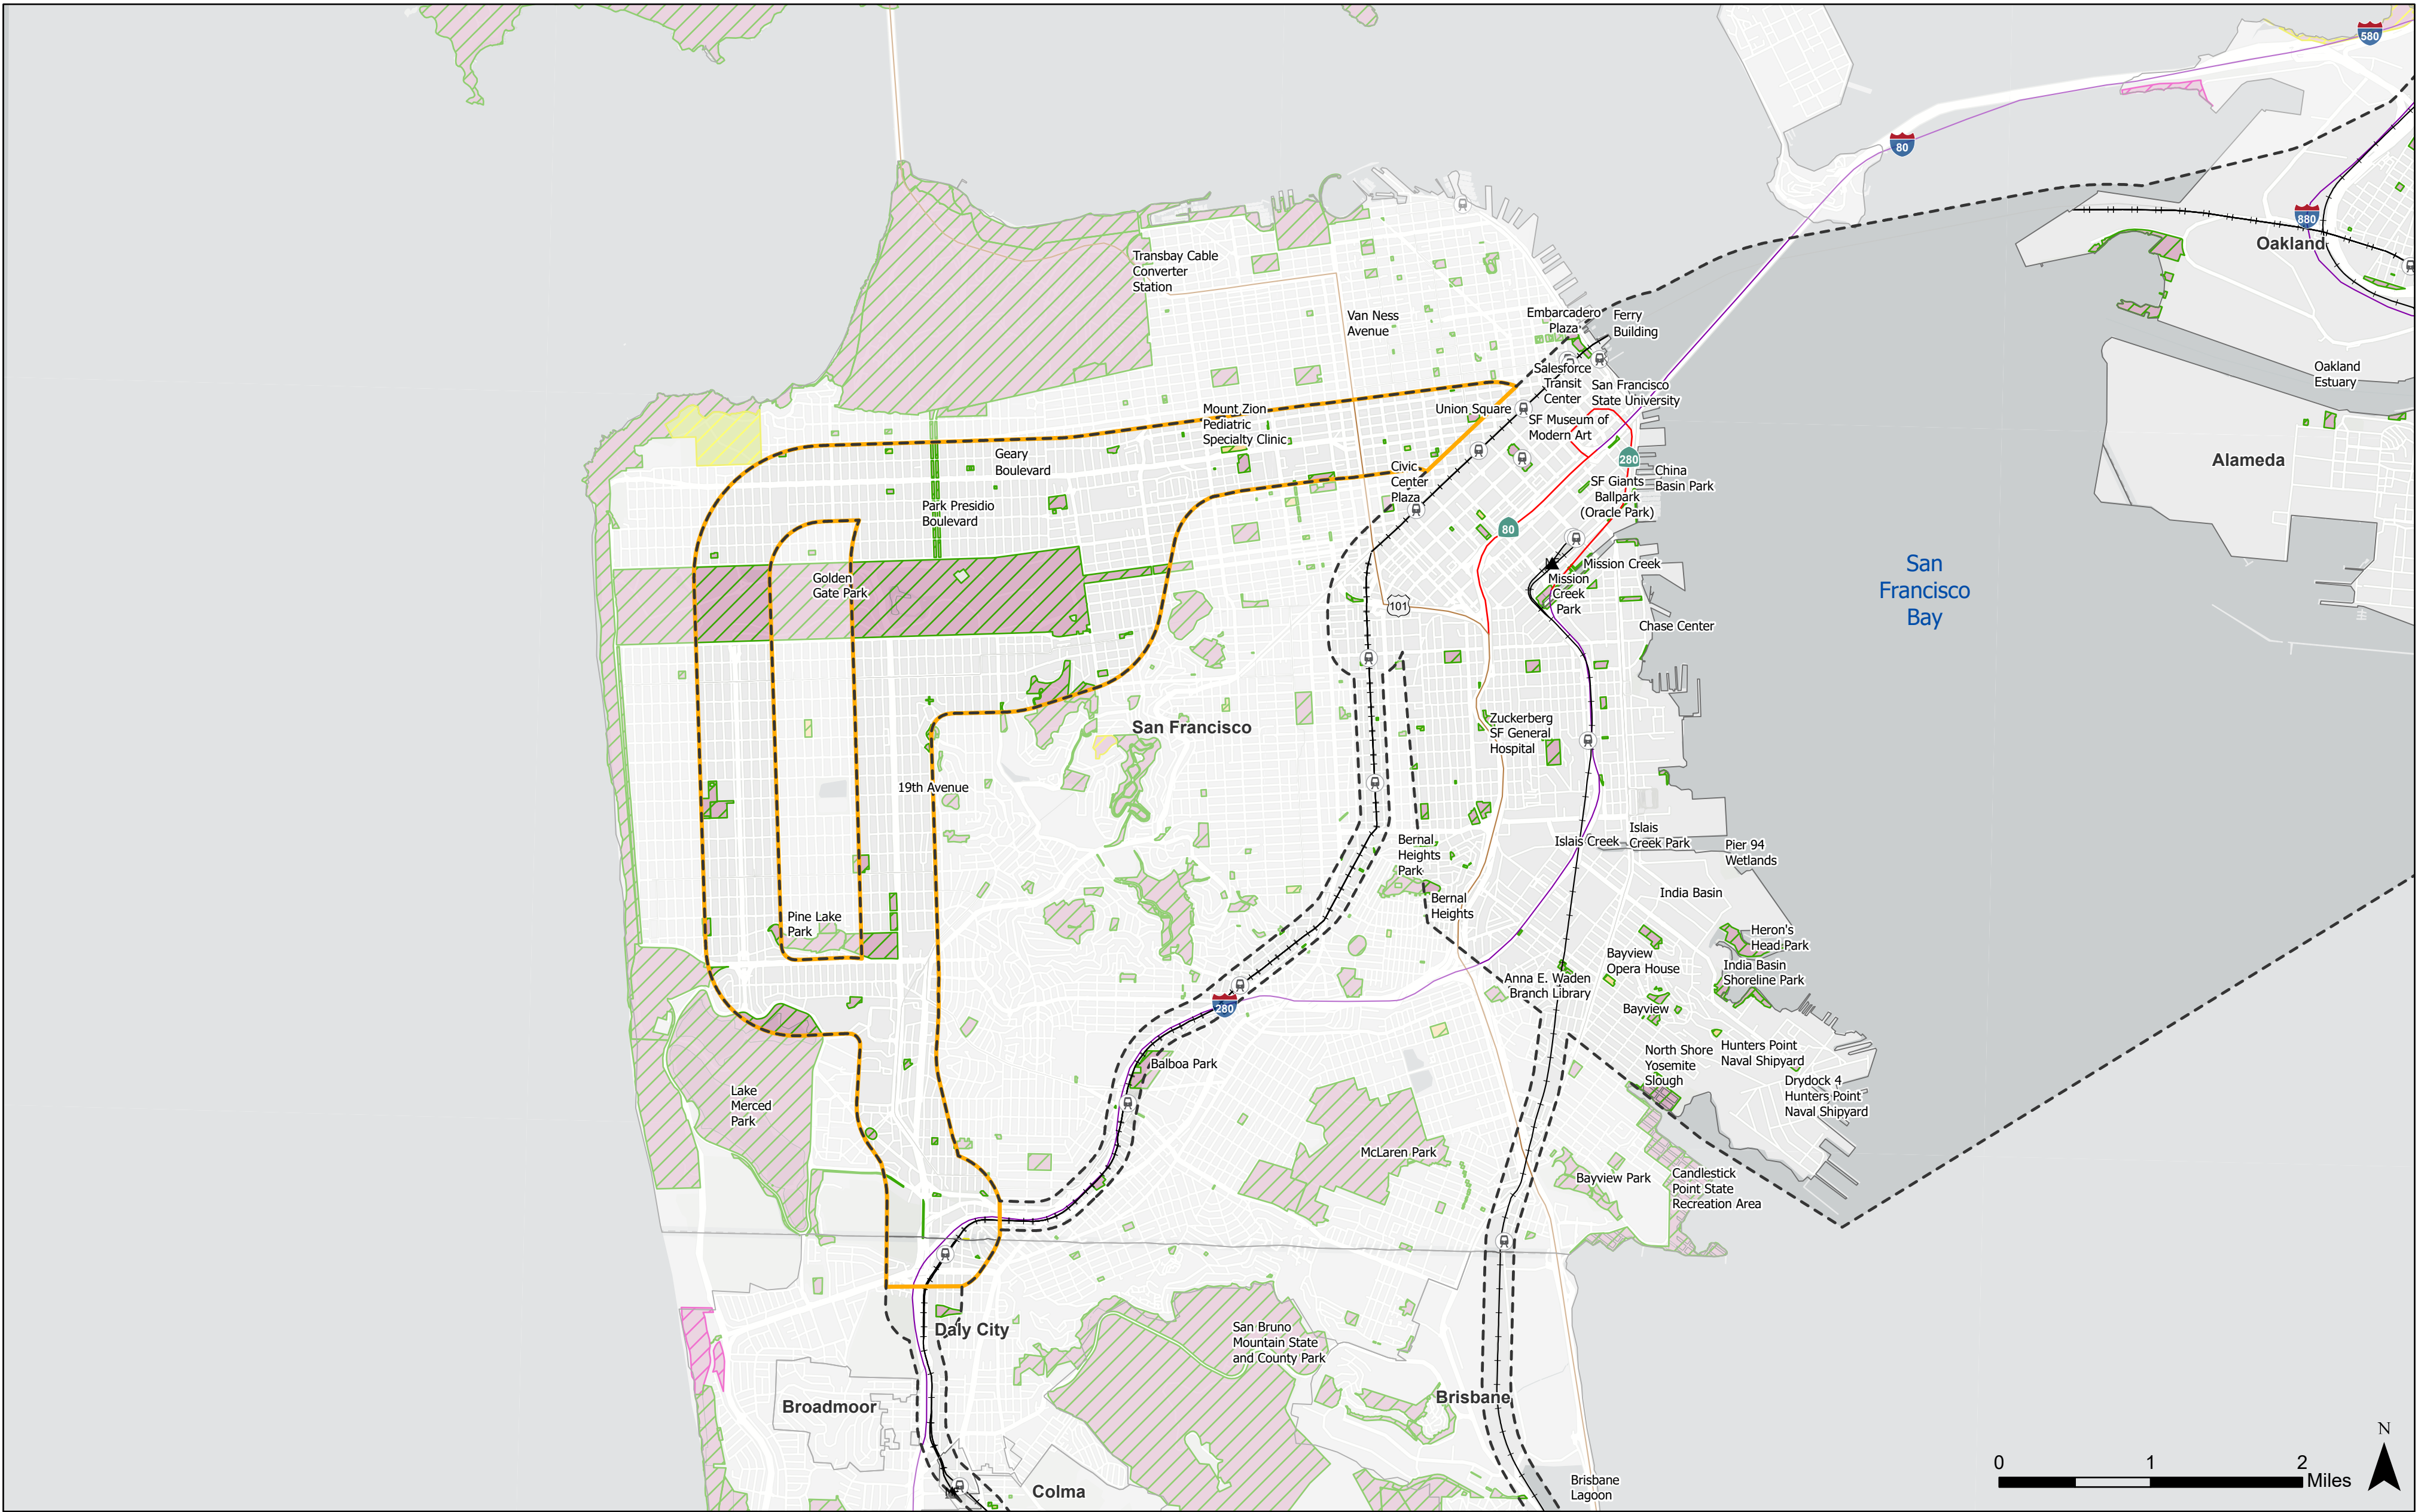 580
80
880
Oakland
Transbay Cable
Converter
Station
Van Ness
Avenue
Embarcadero
Plaza
Ferry
Building
Salesforce
Transit
Center
San Francisco
State University
Oakland
Estuary
Mount Zion
Pediatric
Specialty Clinic
Union Square
SF Museum of
Modern Art
Geary
Boulevard
Civic
Center
Plaza
280
China
Basin Park
Alameda
SF Giants
Ballpark
(Oracle Park)
Park Presidio
Boulevard
80
Golden
Gate Park
Mission Creek
Mission
Creek
Park
San
Francisco
Bay
101
Chase Center
San Francisco
Zuckerberg
SF General
Hospital
19th Avenue
Bernal
Heights
Park
Islais Creek
Islais
Creek Park
Pier 94
Wetlands
India Basin
Bernal
Heights
Pine Lake
Park
Heron's
Head Park
Bayview
Opera House
India Basin
Shoreline Park
Anna E. Waden
Branch Library
280
Bayview
Balboa Park
North Shore
Yosemite
Slough
Hunters Point
Naval Shipyard
Drydock 4
Hunters Point
Naval Shipyard
Lake
Merced
Park
McLaren Park
Bayview Park
Candlestick
Point State
Recreation Area
Daly City
San Bruno
Mountain State
and County Park
Broadmoor
Brisbane
Colma
Brisbane
Lagoon
N
0 1 2
Miles